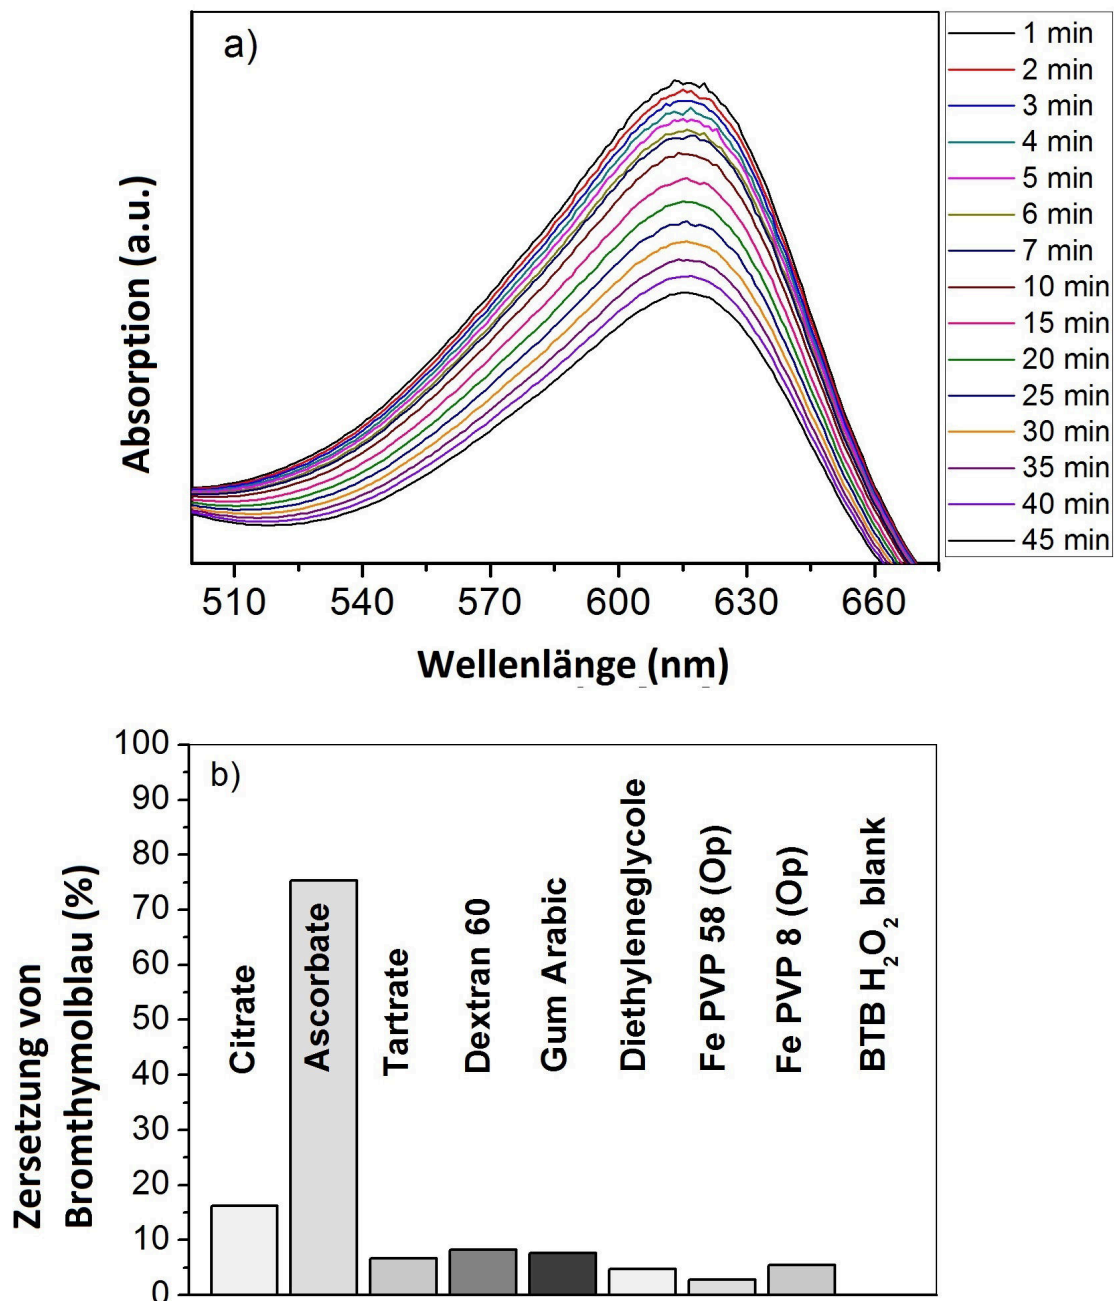 a)
1 min
2 min
3 min
4 min
5 min
6 min
7 min
10 min
15 min
20 min
25 min
30 min
35 min
40 min
45 min
Absorption (a.u.)
510 540 570 600 630 660
Wellenlänge (nm)
b)
100
90
80
70
60
50
40
30
20
10
0
Zersetzung von
Bromthymolblau (%)
Citrate
Ascorbate
Tartrate
Dextran 60
Gum Arabic
Diethyleneglycole
Fe PVP 58 (Op)
Fe PVP 8 (Op)
BTB H₂O₂ blank